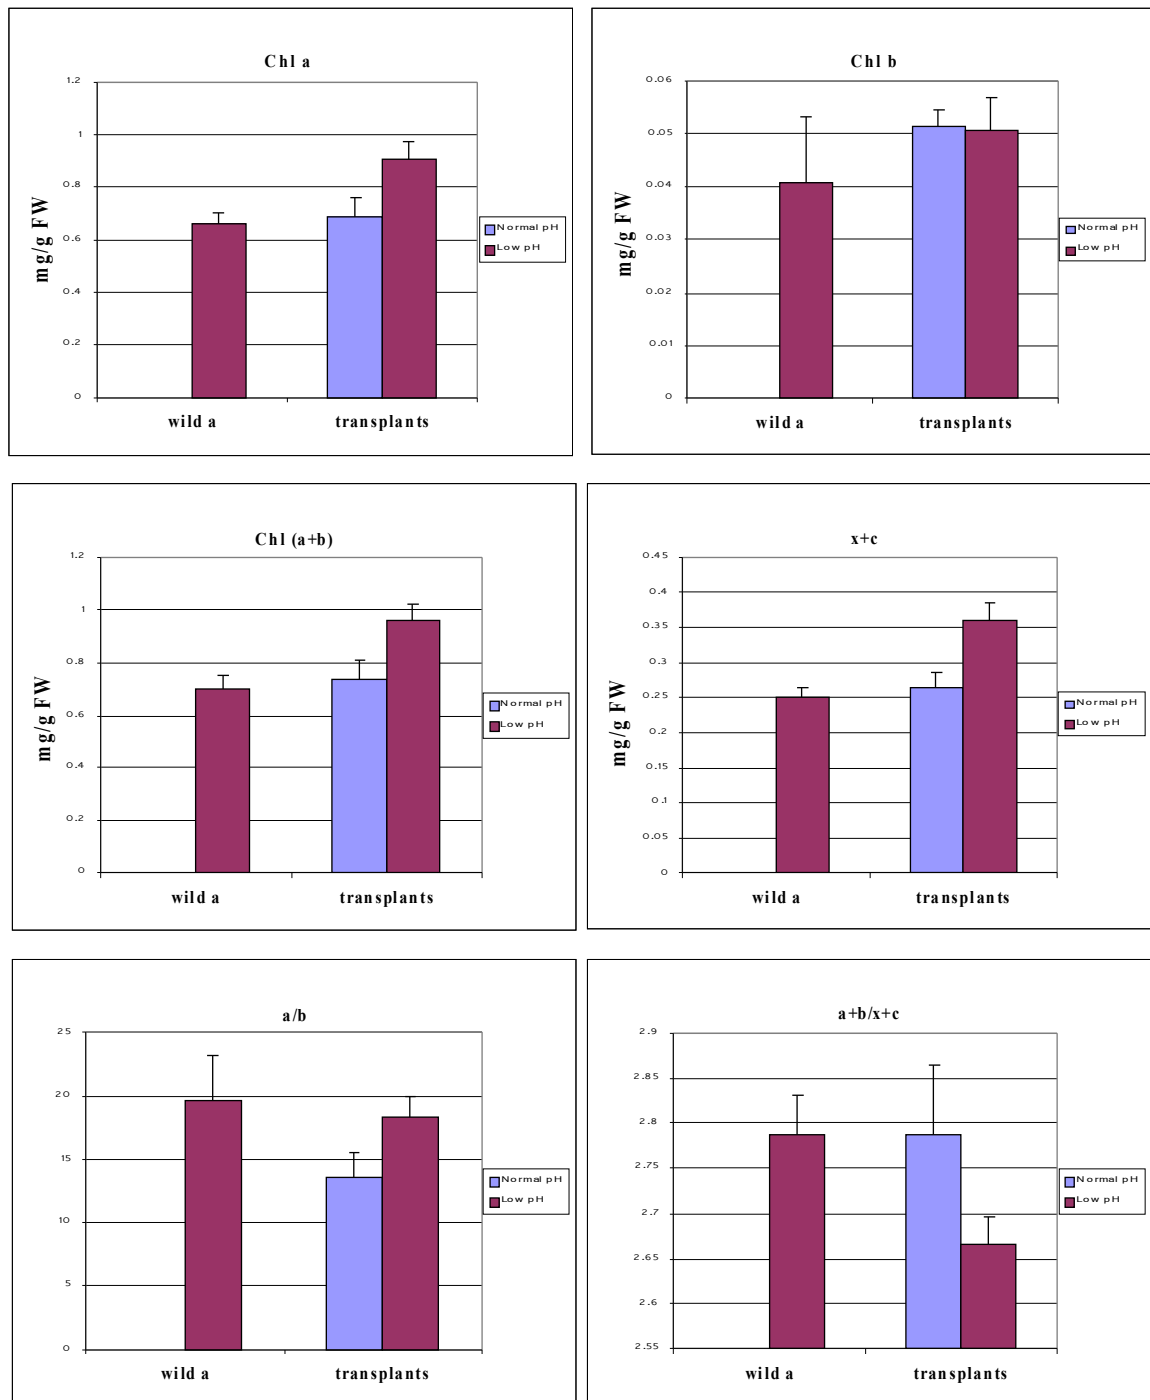 Chl a
1.2
1
0.8
0.6
0.4
0.2
0
mg/g FW
wild a
transplants
Normal pH
Low pH
Chl b
0.06
0.05
0.04
0.03
0.02
0.01
0
mg/g FW
wild a
transplants
Normal pH
Low pH
Chl (a+b)
1.2
1
0.8
0.6
0.4
0.2
0
mg/g FW
wild a
transplants
Normal pH
Low pH
x+c
0.45
0.4
0.35
0.3
0.25
0.2
0.15
0.1
0.05
0
mg/g FW
wild a
transplants
Normal pH
Low pH
a/b
25
20
15
10
5
0
wild a
transplants
Normal pH
Low pH
a+b/x+c
2.9
2.85
2.8
2.75
2.7
2.65
2.6
2.55
wild a
transplants
Normal pH
Low pH